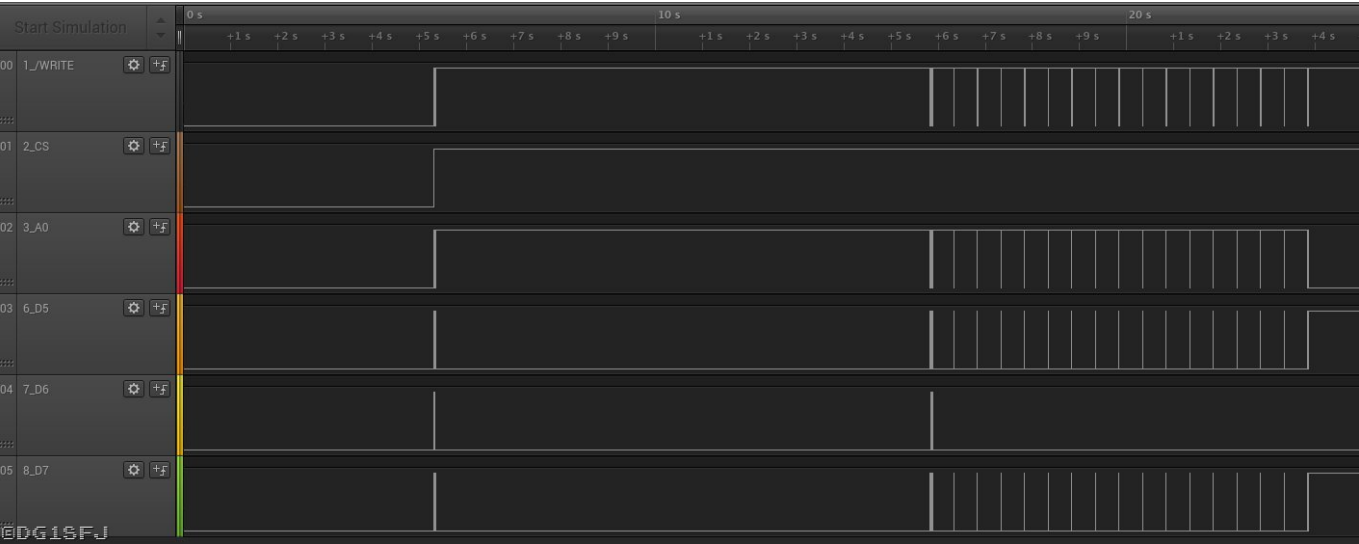 Start Simulation
0 s 10 s 20 s
+1 s +2 s +3 s +4 s +5 s +6 s +7 s +8 s +9 s +1 s +2 s +3 s +4 s +5 s +6 s +7 s +8 s +9 s +1 s +2 s +3 s +4 s
00 1_/WRITE
01 2_CS
02 3_A0
03 6_D5
04 7_D6
05 8_D7
©DG1SFJ